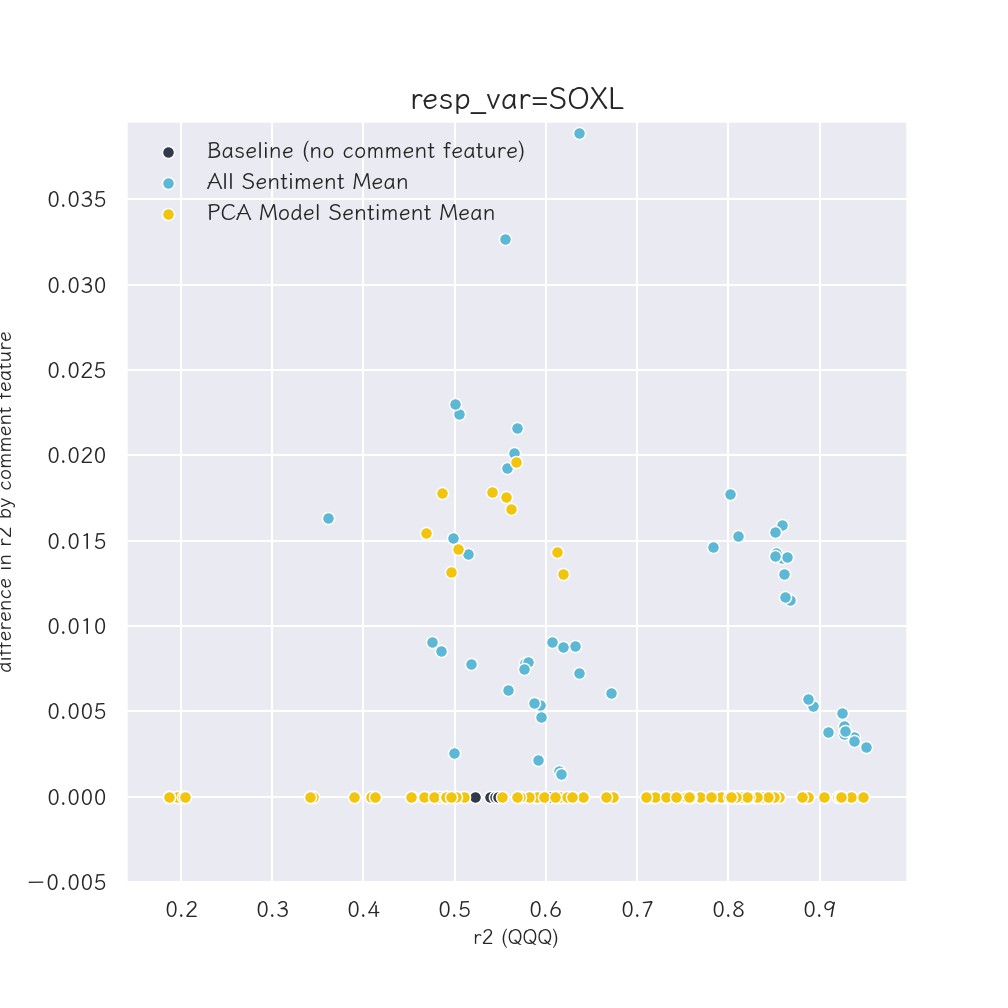 resp_var=SOXL
Baseline (no comment feature)
All Sentiment Mean
PCA Model Sentiment Mean
difference in r2 by comment feature
0.035
0.030
0.025
0.020
0.015
0.010
0.005
0.000
−0.005
0.2 0.3 0.4 0.5 0.6 0.7 0.8 0.9
r2 (QQQ)